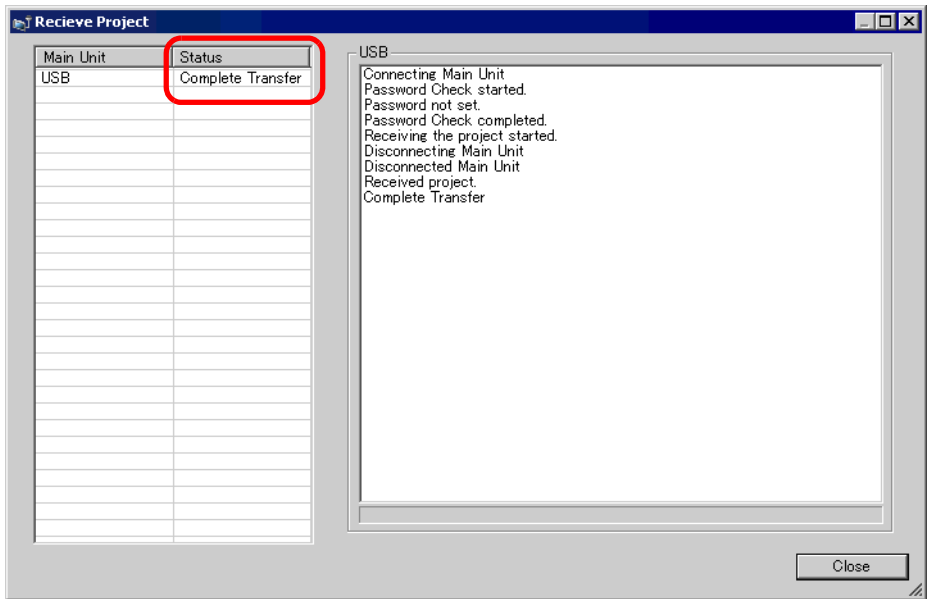 Recieve Project
Main Unit Status
USB Complete Transfer
USB
Connecting Main Unit
Password Check started.
Password not set.
Password Check completed.
Receiving the project started.
Disconnecting Main Unit
Disconnected Main Unit
Received project.
Complete Transfer
Close